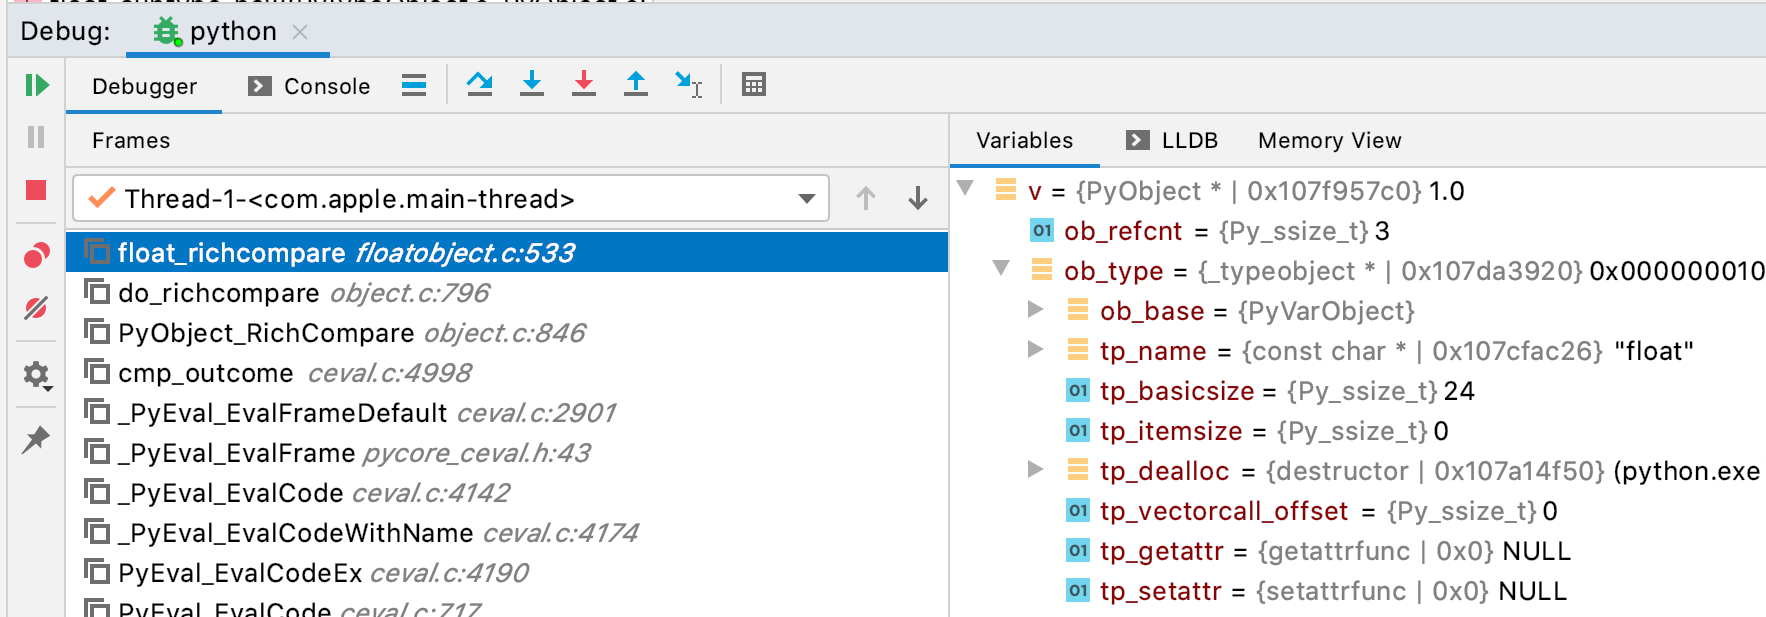 Debug: python
Debugger Console
Frames
Variables LLDB Memory View
Thread-1-<com.apple.main-thread>
float_richcompare floatobject.c:533
do_richcompare object.c:796
PyObject_RichCompare object.c:846
cmp_outcome ceval.c:4998
_PyEval_EvalFrameDefault ceval.c:2901
_PyEval_EvalFrame pycore_ceval.h:43
_PyEval_EvalCode ceval.c:4142
_PyEval_EvalCodeWithName ceval.c:4174
PyEval_EvalCodeEx ceval.c:4190
PyEval_EvalCode ceval.c:717
v = {PyObject * | 0x107f957c0} 1.0
01 ob_refcnt = {Py_ssize_t} 3
ob_type = {_typeobject * | 0x107da3920} 0x000000010
ob_base = {PyVarObject}
tp_name = {const char * | 0x107cfac26} "float"
01 tp_basicsize = {Py_ssize_t} 24
01 tp_itemsize = {Py_ssize_t} 0
tp_dealloc = {destructor | 0x107a14f50} (python.exe
01 tp_vectorcall_offset = {Py_ssize_t} 0
01 tp_getattr = {getattrfunc | 0x0} NULL
01 tp_setattr = {setattrfunc | 0x0} NULL